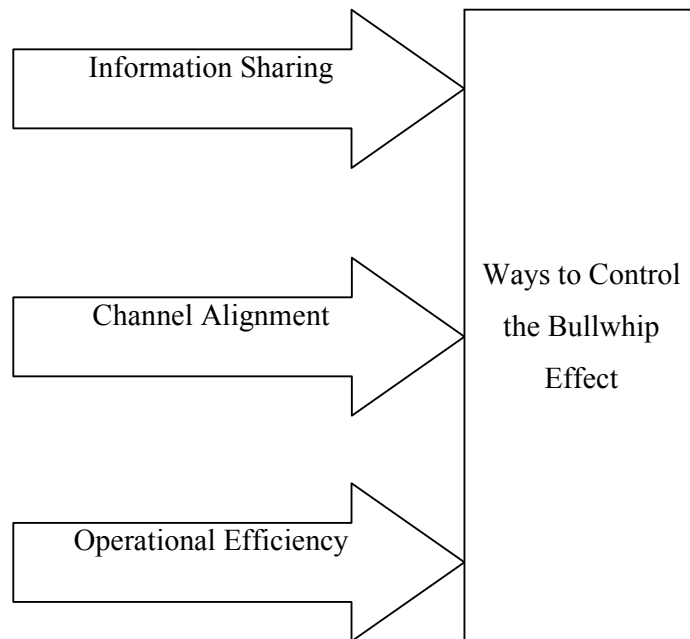 Information Sharing
Channel Alignment
Operational Efficiency
Ways to Control
the Bullwhip
Effect